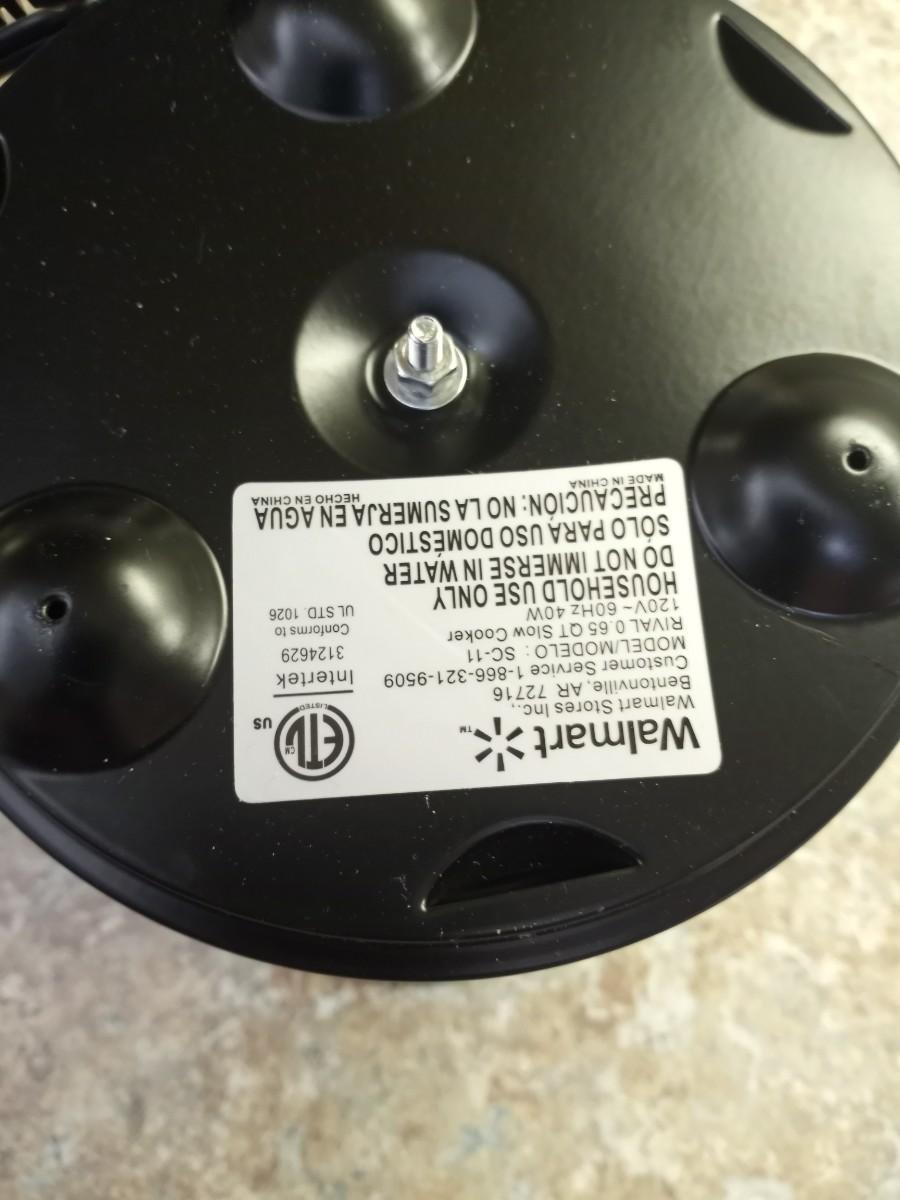 Walmart ™
Walmart Stores Inc.,
Bentonville, AR 72716
Customer Service 1-866-321-9509
MODEL/MODELO : SC-11
RIVAL 0.65 QT Slow Cooker
120V~ 60Hz 40W
HOUSEHOLD USE ONLY
DO NOT IMMERSE IN WATER
SÓLO PARA USO DOMÉSTICO
PRECAUCIÓN: NO LA SUMERJA EN AGUA
MADE IN CHINA
HECHO EN CHINA
ETL CM
LISTED
US
Intertek
3124629
Conforms to
UL STD. 1026